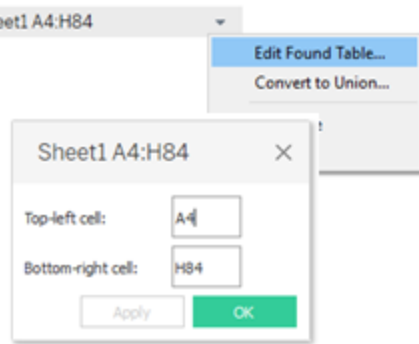 A4:H84
Edit Found Table...
Convert to Union...
Sheet1 A4:H84
Top-left cell:
A4
Bottom-right cell:
H84
Apply
OK